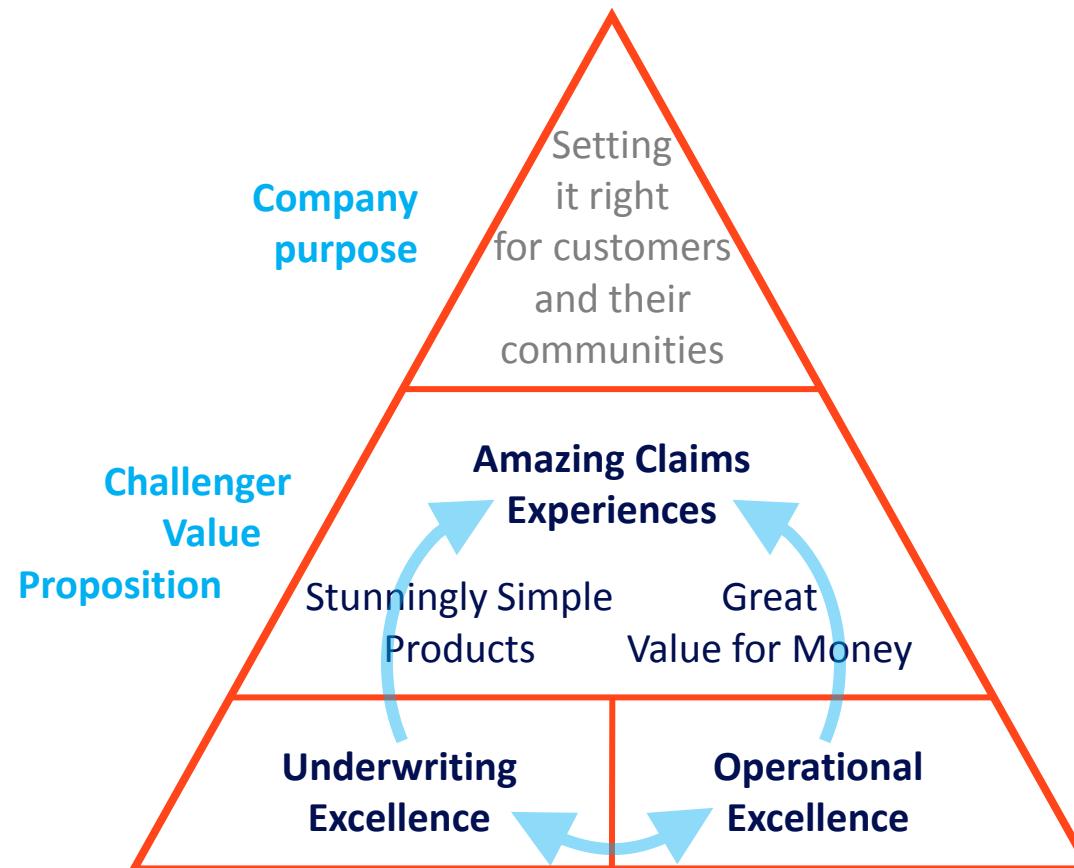 Company
purpose
Setting
it right
for customers
and their
communities
Challenger
Value
Proposition
Amazing Claims
Experiences
Stunningly Simple
Products
Great
Value for Money
Underwriting
Excellence
Operational
Excellence